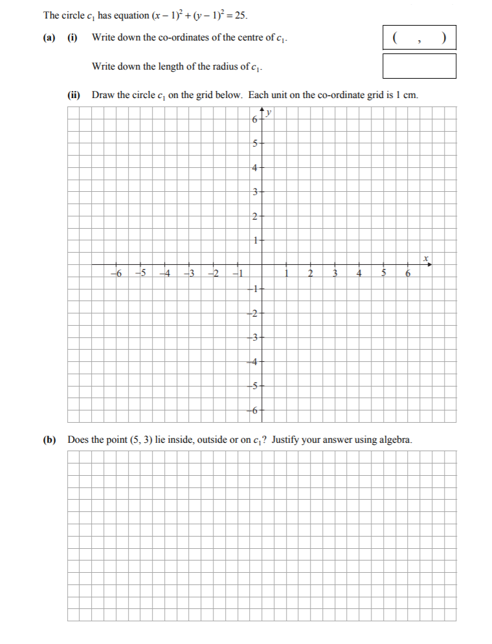 The circle c₁ has equation (x − 1)² + (y − 1)² = 25.
(a) (i) Write down the co-ordinates of the centre of c₁. ( , )
Write down the length of the radius of c₁.
(ii) Draw the circle c₁ on the grid below. Each unit on the co-ordinate grid is 1 cm.
y
6
5
4
3
2
1
x
−6 −5 −4 −3 −2 −1 1 2 3 4 5 6
−1
−2
−3
−4
−5
−6
(b) Does the point (5, 3) lie inside, outside or on c₁? Justify your answer using algebra.